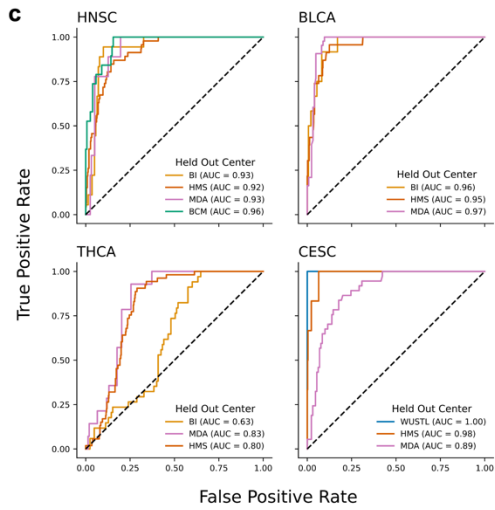 c
HNSC
BLCA
1.00
0.75
0.50
0.25
0.00
Held Out Center
BI (AUC = 0.93)
HMS (AUC = 0.92)
MDA (AUC = 0.93)
BCM (AUC = 0.96)
Held Out Center
BI (AUC = 0.96)
HMS (AUC = 0.95)
MDA (AUC = 0.97)
True Positive Rate
THCA
CESC
1.00
0.75
0.50
0.25
0.00
Held Out Center
BI (AUC = 0.63)
MDA (AUC = 0.83)
HMS (AUC = 0.80)
Held Out Center
WUSTL (AUC = 1.00)
HMS (AUC = 0.98)
MDA (AUC = 0.89)
0.00 0.25 0.50 0.75 1.00
0.00 0.25 0.50 0.75 1.00
False Positive Rate